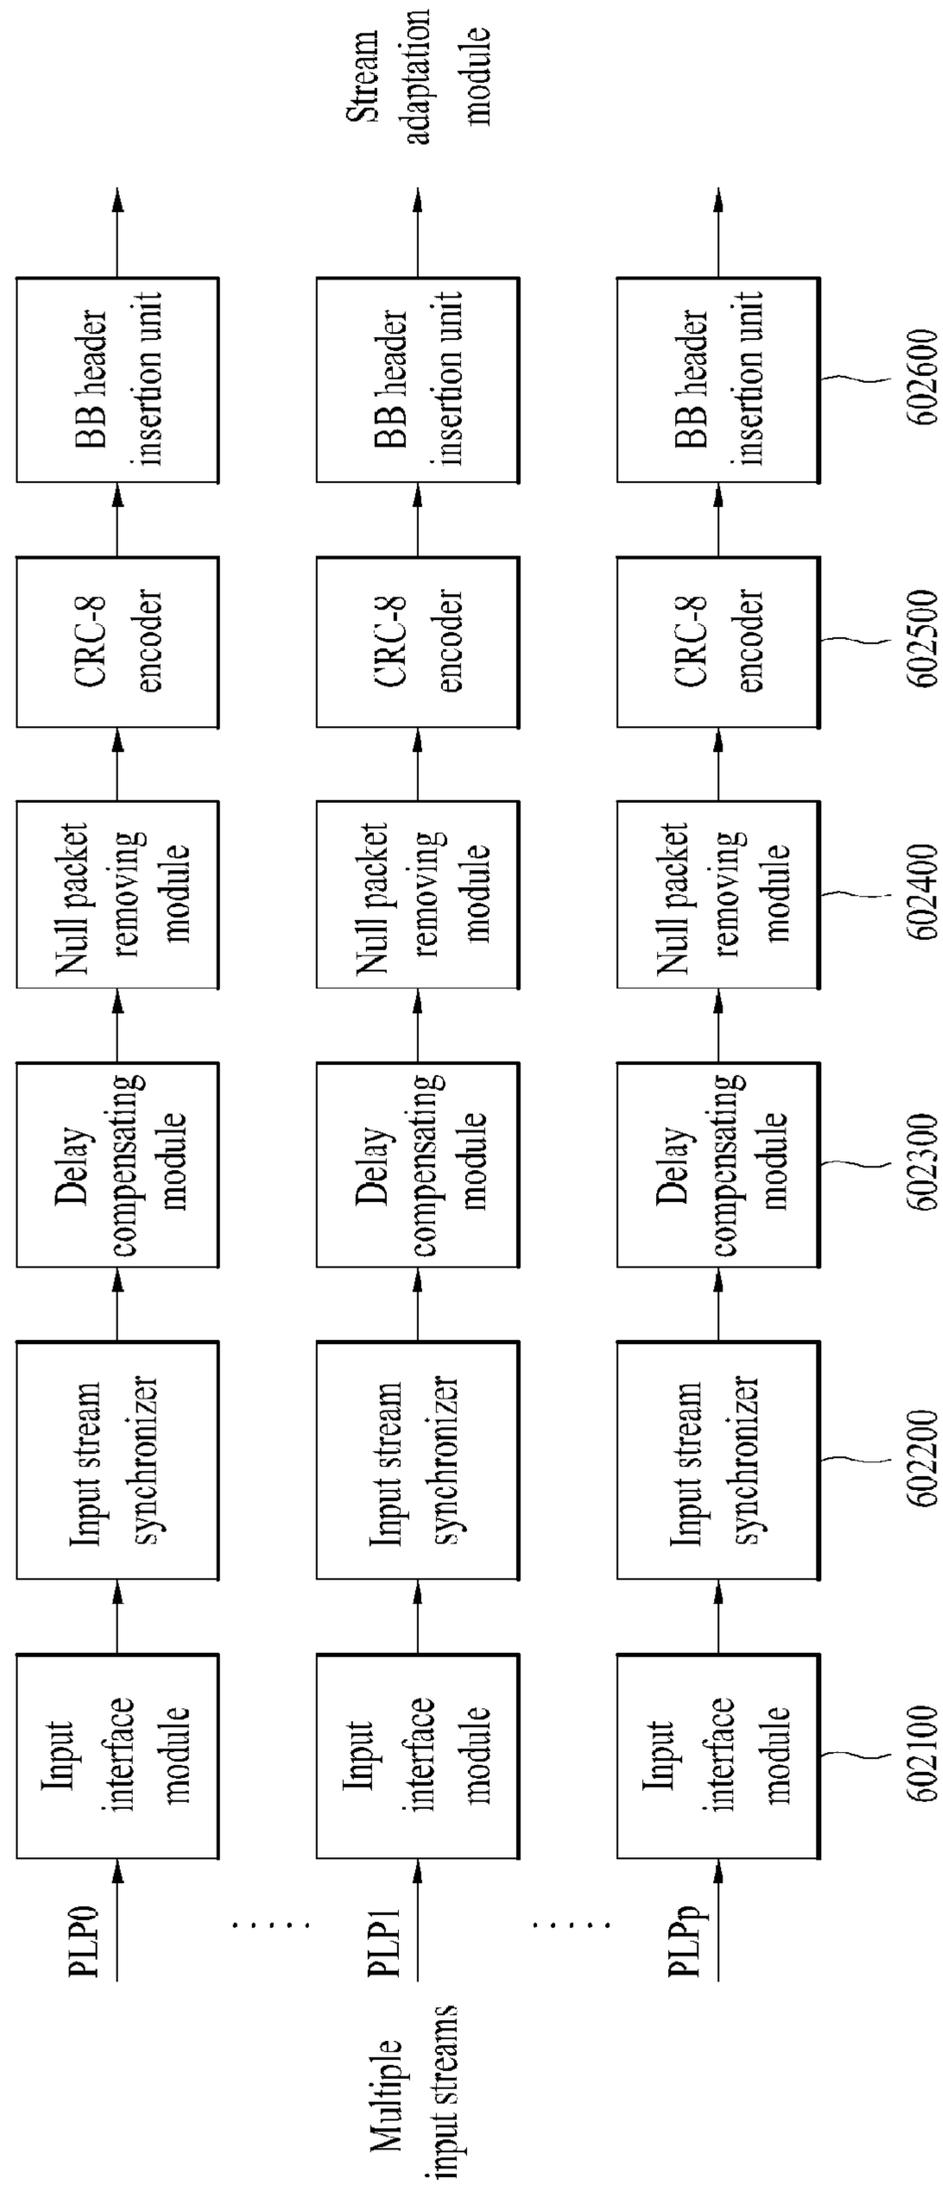 PLP0
Input
interface
module
Input stream
synchronizer
Delay
compensating
module
Null packet
removing
module
CRC-8
encoder
BB header
insertion unit
.....
Multiple
input streams
PLP1
Input
interface
module
Input stream
synchronizer
Delay
compensating
module
Null packet
removing
module
CRC-8
encoder
BB header
insertion unit
Stream
adaptation
module
.....
PLPp
Input
interface
module
Input stream
synchronizer
Delay
compensating
module
Null packet
removing
module
CRC-8
encoder
BB header
insertion unit
602100
602200
602300
602400
602500
602600